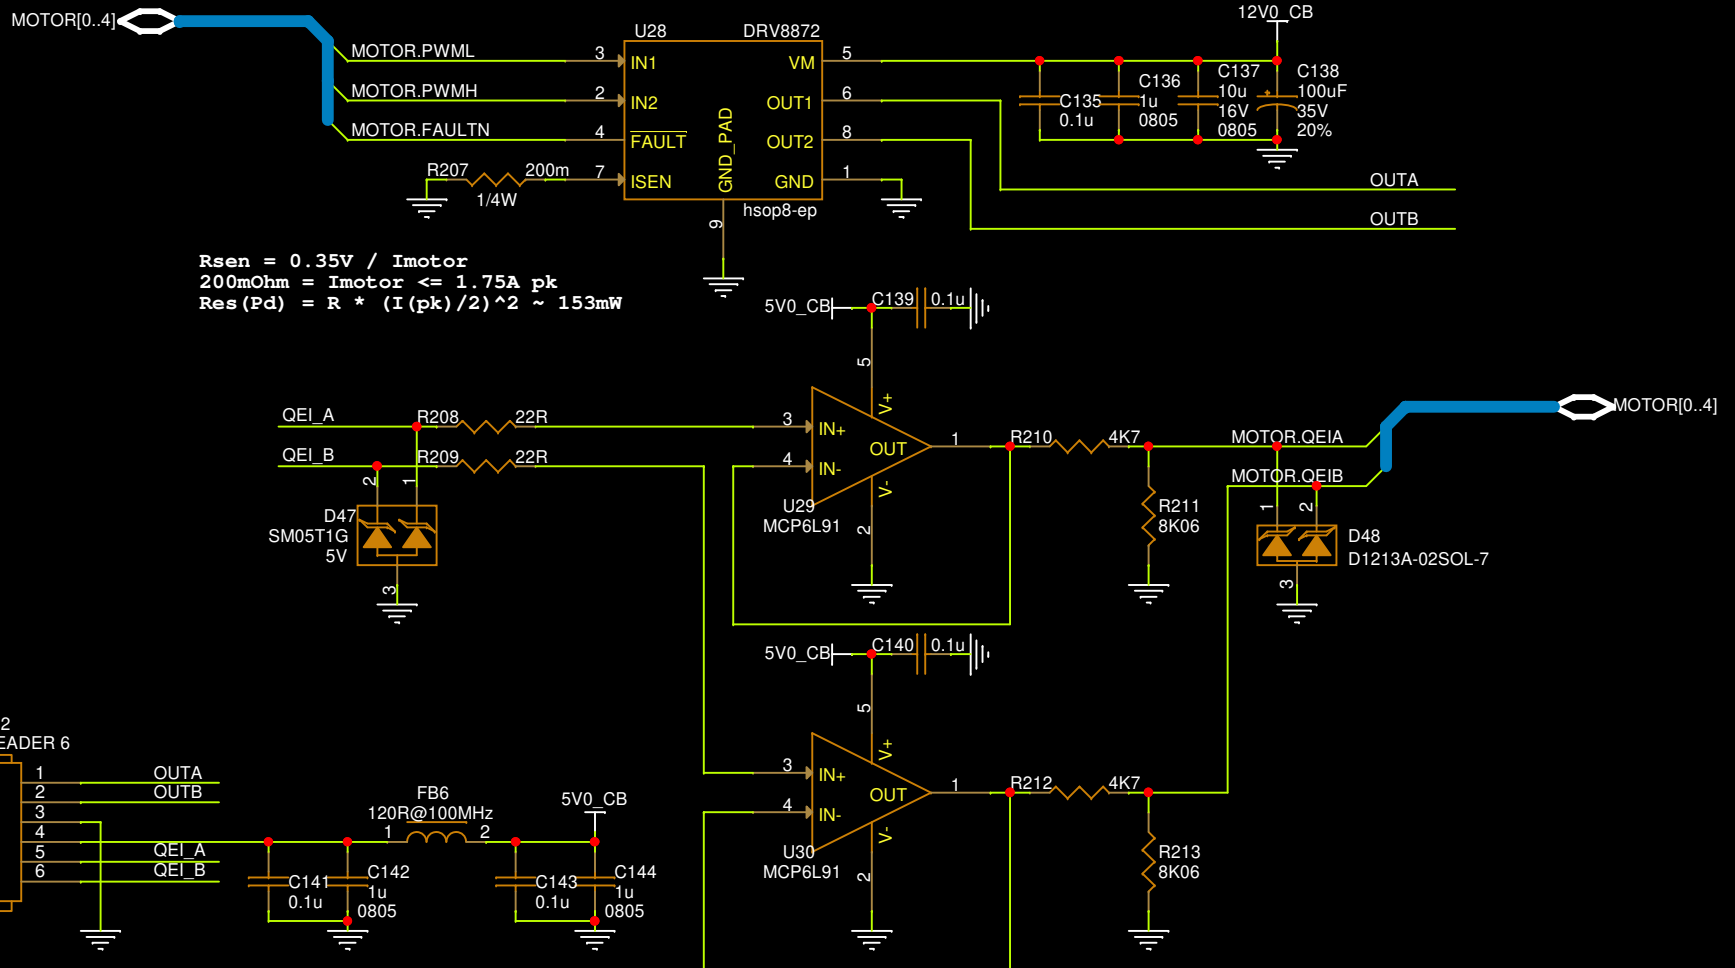 MOTOR[0..4]
MOTOR.PWML
MOTOR.PWMH
MOTOR.FAULTN
R207
200m
1/4W
U28
DRV8872
3
IN1
2
IN2
4
FAULT
7
ISEN
GND_PAD
9
VM
5
OUT1
6
OUT2
8
GND
1
hsop8-ep
12V0_CB
C135
0.1u
C136
1u
0805
C137
10u
16V
0805
C138
100uF
35V
20%
+
OUTA
OUTB
Rsen = 0.35V / Imotor
200mOhm = Imotor <= 1.75A pk
Res(Pd) = R * (I(pk)/2)^2 ~ 153mW
5V0_CB
C139
0.1u
QEI_A
R208
22R
QEI_B
R209
22R
2
1
D47
SM05T1G
5V
3
5
V+
3
IN+
4
IN-
OUT
1
V-
2
U29
MCP6L91
R210
4K7
R211
8K06
MOTOR.QEIA
MOTOR.QEIB
MOTOR[0..4]
1
2
D48
D1213A-02SOL-7
3
5V0_CB
C140
0.1u
5
V+
3
IN+
4
IN-
OUT
1
V-
2
U30
MCP6L91
R212
4K7
R213
8K06
2
EADER 6
1
OUTA
2
OUTB
3
4
5
QEI_A
6
QEI_B
FB6
120R@100MHz
1
2
5V0_CB
C141
0.1u
C142
1u
0805
C143
0.1u
C144
1u
0805